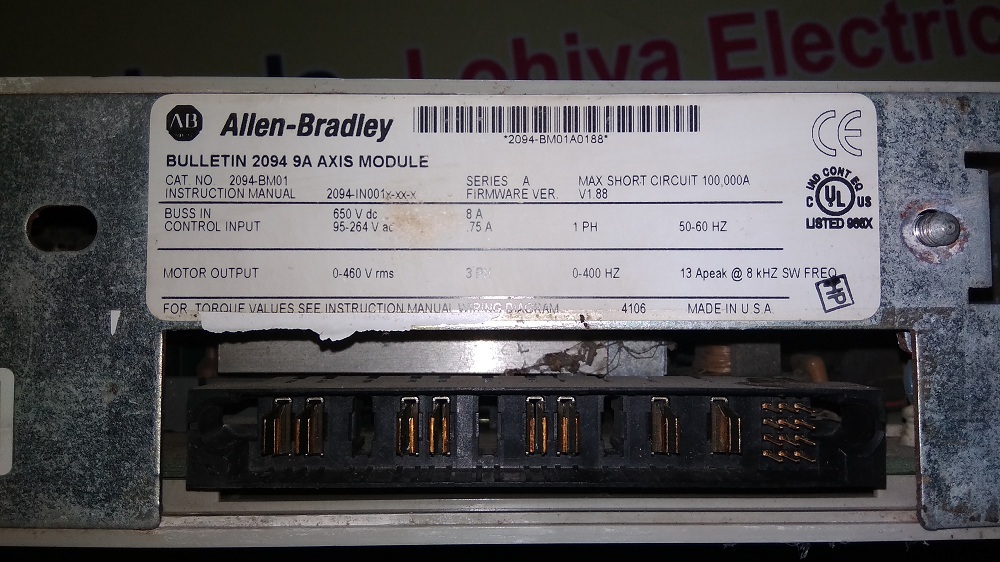 Lohiya Electric
AB Allen-Bradley
*2094-BM01A0188*
BULLETIN 2094 9A AXIS MODULE
CAT. NO. 2094-BM01 SERIES A MAX SHORT CIRCUIT 100,000A
INSTRUCTION MANUAL 2094-IN001x-xx-x FIRMWARE VER. V1.88
BUSS IN 650 V dc 8 A
CONTROL INPUT 95-264 V ac .75 A 1 PH 50-60 HZ
MOTOR OUTPUT 0-460 V rms 3 PH 0-400 HZ 13 Apeak @ 8 kHZ SW FREQ
FOR TORQUE VALUES SEE INSTRUCTION MANUAL WIRING DIAGRAM 4106 MADE IN U.S.A.
CE
IND CONT EQ
C UL US
LISTED 966X